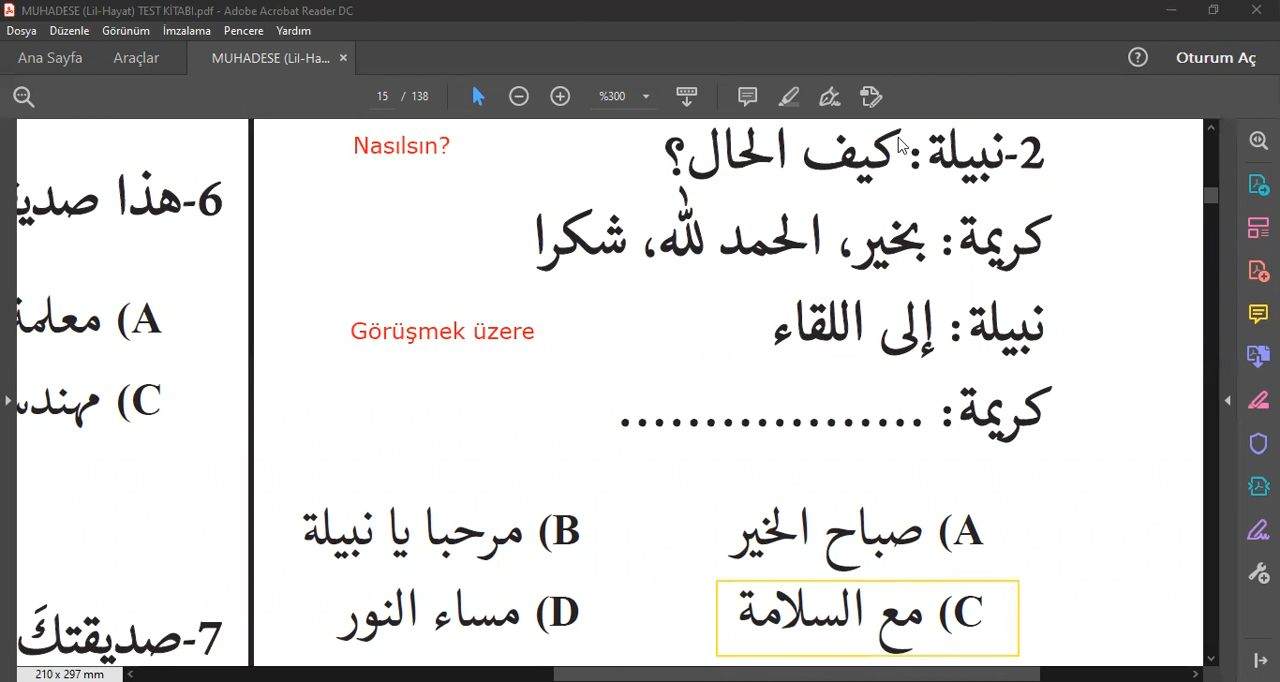 MUHADESE (Lil-Hayat) TEST KİTABI.pdf - Adobe Acrobat Reader DC
Dosya Düzenle Görünüm İmzalama Pencere Yardım
Ana Sayfa Araçlar MUHADESE (Lil-Ha... × Oturum Aç
15 / 138 %300
2-نبيلة: كيف الحال؟
Nasılsın?
كريمة: بخير، الحمد لله، شكرا
نبيلة: إلى اللقاء
Görüşmek üzere
كريمة: ..................
A) صباح الخير
B) مرحبا يا نبيلة
C) مع السلامة
D) مساء النور
6-هذا
A) معلمة
C)
7-صديقتكَ
210 x 297 mm